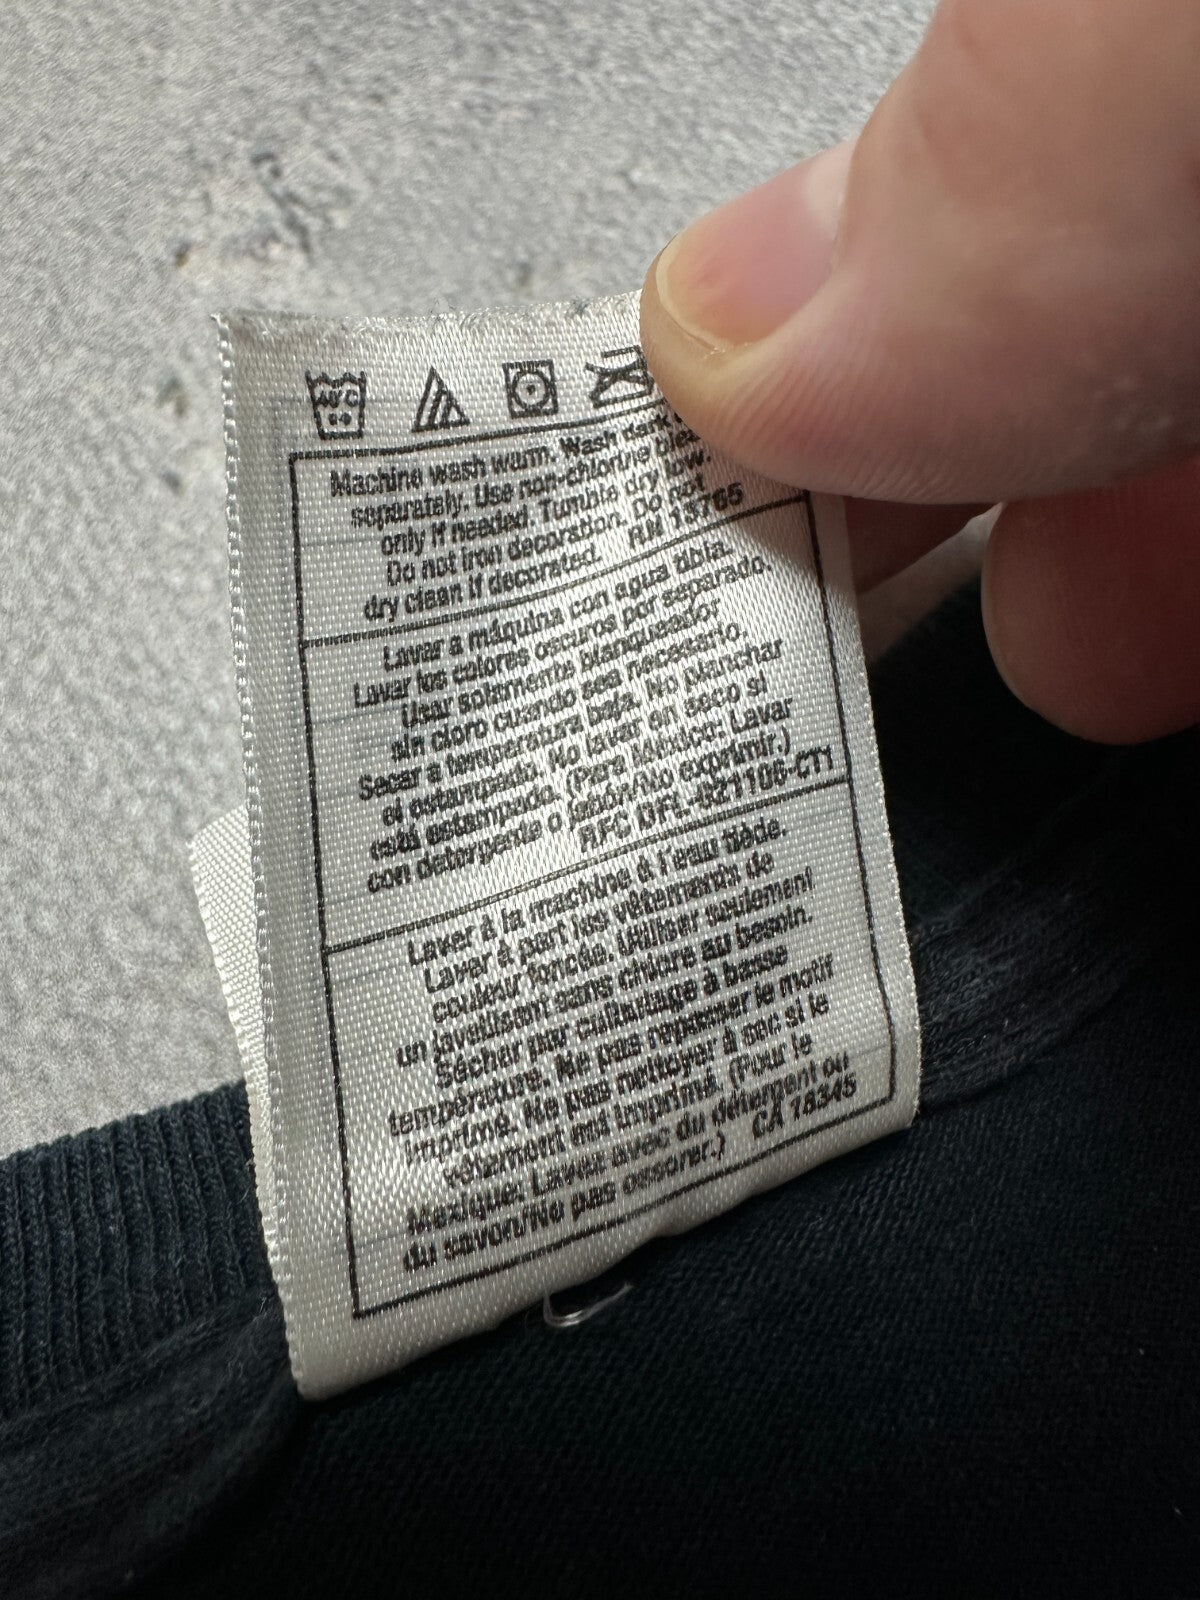 40°C
Machine wash warm. Wash dark
separately. Use non-chlorine
only if needed. Tumble dry low.
Do not iron decoration. Do not
dry clean if decorated. RN 13765
Lavar a máquina con agua tibia.
Lavar los colores oscuros por separado.
Usar solamente blanqueador
sin cloro cuando sea necesario.
Secar a temperatura baja. No planchar
el estampado. No lavar en seco si
está estampado. (Para México: Lavar
con detergente o jabón/No exprimir.)
RFC DFL-821106-CT1
Laver à la machine à l'eau tiède.
Laver à part les vêtements de
couleur foncée. Utiliser seulement
un javellisant sans chlore au besoin.
Sécher par culbutage à basse
température. Ne pas repasser le motif
imprimé. Ne pas nettoyer à sec si le
vêtement est imprimé. (Pour le
Mexique: Lavez avec du détergent ou
du savon/Ne pas essorer.) CA 18345